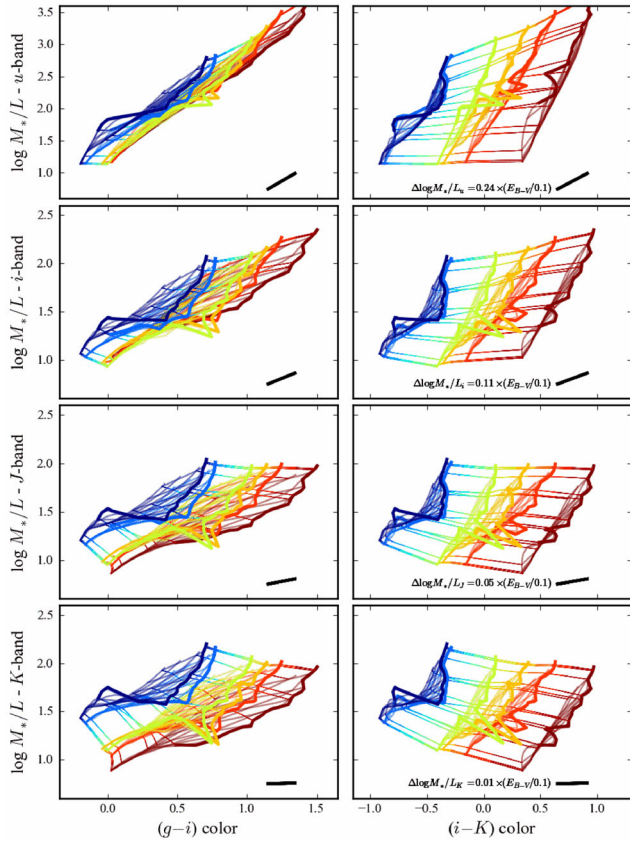 log M*/L - u-band
3.5
3.0
2.5
2.0
1.5
1.0
ΔlogM*/Lu=0.24×(EB−V/0.1)
log M*/L - i-band
2.5
2.0
1.5
1.0
ΔlogM*/Li=0.11×(EB−V/0.1)
log M*/L - J-band
2.5
2.0
1.5
1.0
ΔlogM*/LJ=0.05×(EB−V/0.1)
log M*/L - K-band
2.5
2.0
1.5
1.0
ΔlogM*/LK=0.01×(EB−V/0.1)
0.0 0.5 1.0 1.5
−1.0 −0.5 0.0 0.5 1.0
(g−i) color
(i−K) color